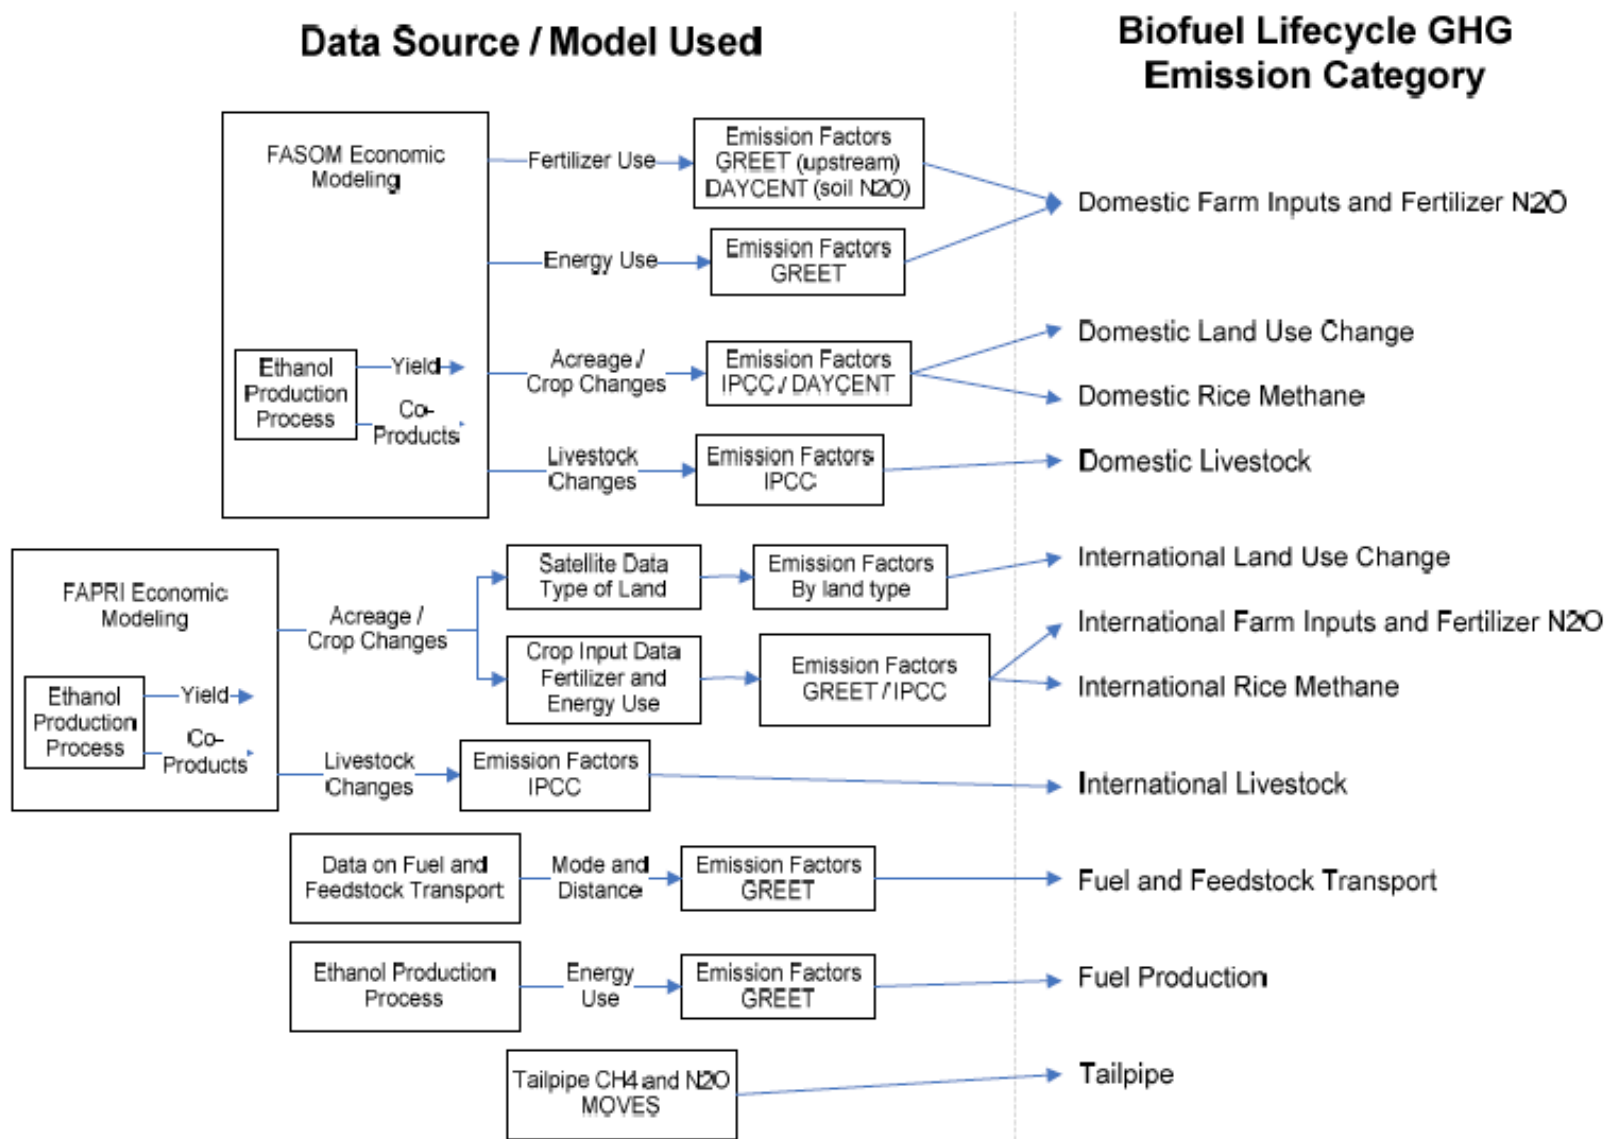 Data Source / Model Used
Biofuel Lifecycle GHG
Emission Category
FASOM Economic
Modeling
Fertilizer Use
Emission Factors
GREET (upstream)
DAYCENT (soil N2O)
Domestic Farm Inputs and Fertilizer N2O
Energy Use
Emission Factors
GREET
Ethanol
Production
Process
Yield
Co-
Products
Acreage /
Crop Changes
Emission Factors
IPCC / DAYCENT
Domestic Land Use Change
Domestic Rice Methane
Livestock
Changes
Emission Factors
IPCC
Domestic Livestock
FAPRI Economic
Modeling
Ethanol
Production
Process
Yield
Co-
Products
Acreage /
Crop Changes
Satellite Data
Type of Land
Emission Factors
By land type
International Land Use Change
Crop Input Data
Fertilizer and
Energy Use
Emission Factors
GREET / IPCC
International Farm Inputs and Fertilizer N2O
International Rice Methane
Livestock
Changes
Emission Factors
IPCC
International Livestock
Data on Fuel and
Feedstock Transport
Mode and
Distance
Emission Factors
GREET
Fuel and Feedstock Transport
Ethanol Production
Process
Energy
Use
Emission Factors
GREET
Fuel Production
Tailpipe CH4 and N2O
MOVES
Tailpipe